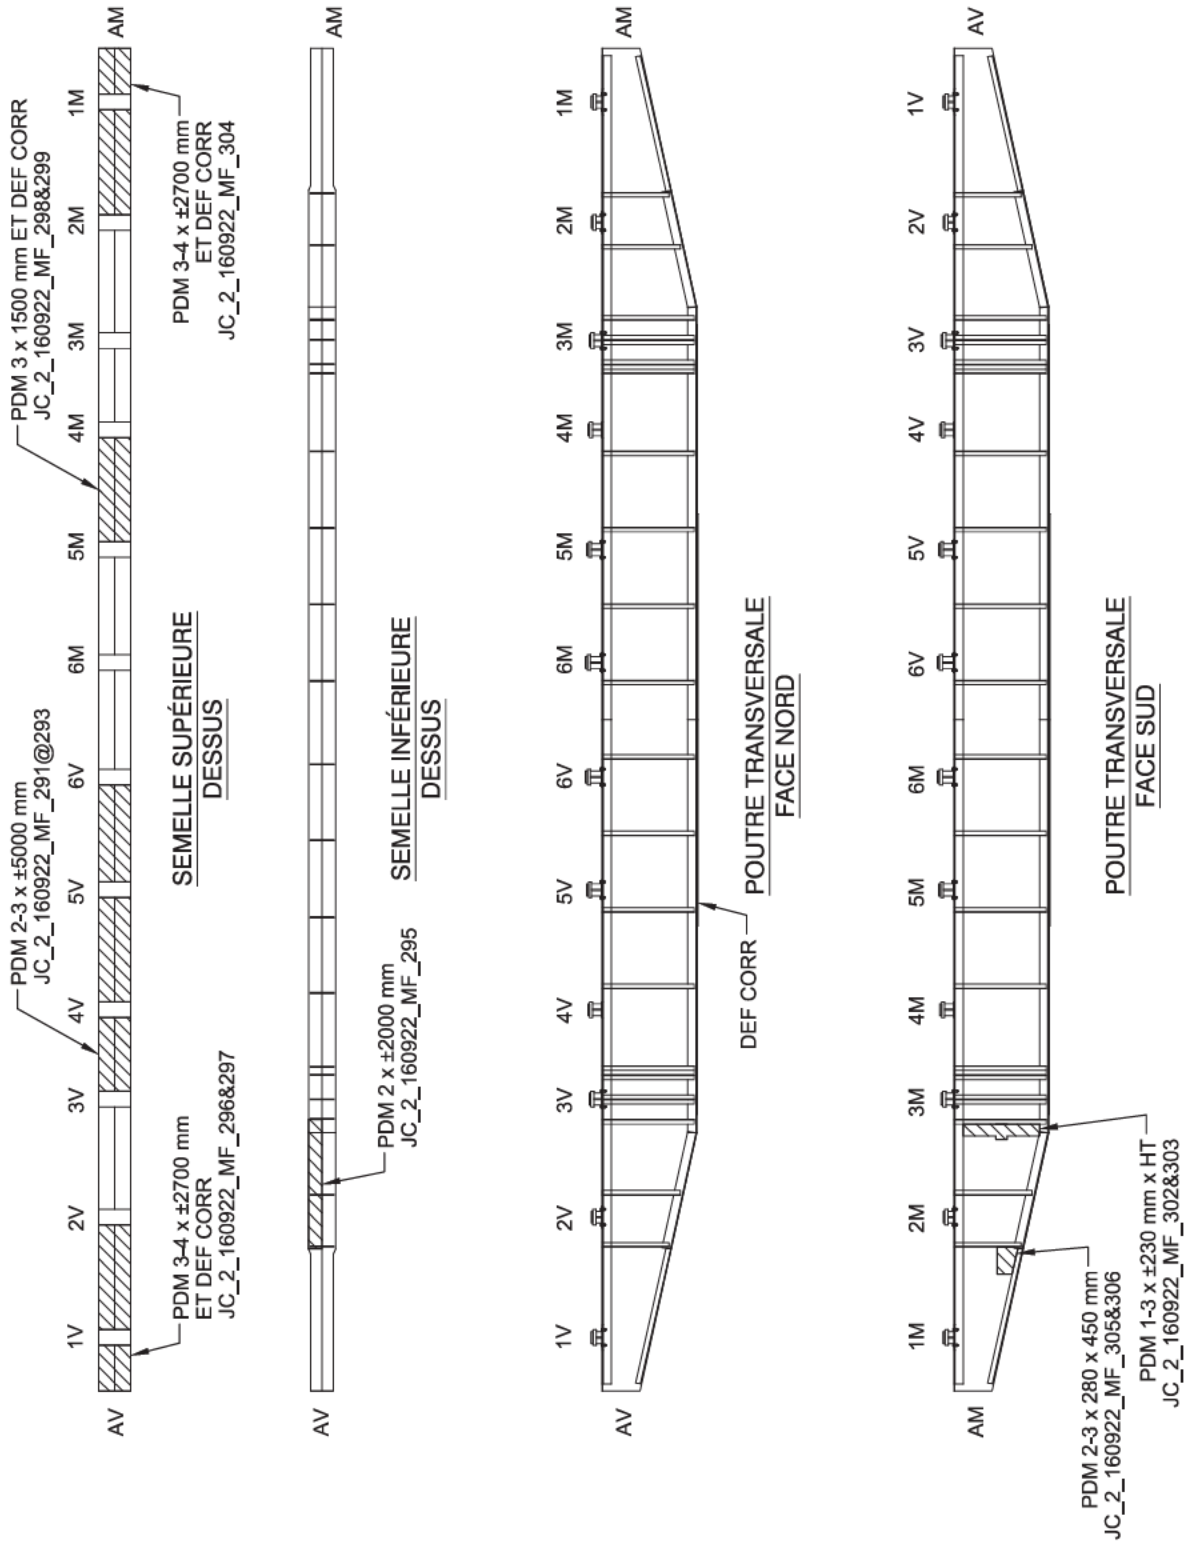 PDM 2-3 x ±5000 mm
JC_2_160922_MF_291@293
PDM 3 x 1500 mm ET DEF CORR
JC_2_160922_MF_298&299
1V 2V 3V 4V 5V 6V 6M 5M 4M 3M 2M 1M
AV AM
PDM 3-4 x ±2700 mm
ET DEF CORR
JC_2_160922_MF_296&297
SEMELLE SUPÉRIEURE
DESSUS
PDM 3-4 x ±2700 mm
ET DEF CORR
JC_2_160922_MF_304
AV AM
PDM 2 x ±2000 mm
JC_2_160922_MF_295
SEMELLE INFÉRIEURE
DESSUS
1V 2V 3V 4V 5V 6V 6M 5M 4M 3M 2M 1M
AV AM
DEF CORR
POUTRE TRANSVERSALE
FACE NORD
1M 2M 3M 4M 5M 6M 6V 5V 4V 3V 2V 1V
AM AV
PDM 2-3 x 280 x 450 mm
JC_2_160922_MF_305&306
PDM 1-3 x ±230 mm x HT
JC_2_160922_MF_302&303
POUTRE TRANSVERSALE
FACE SUD